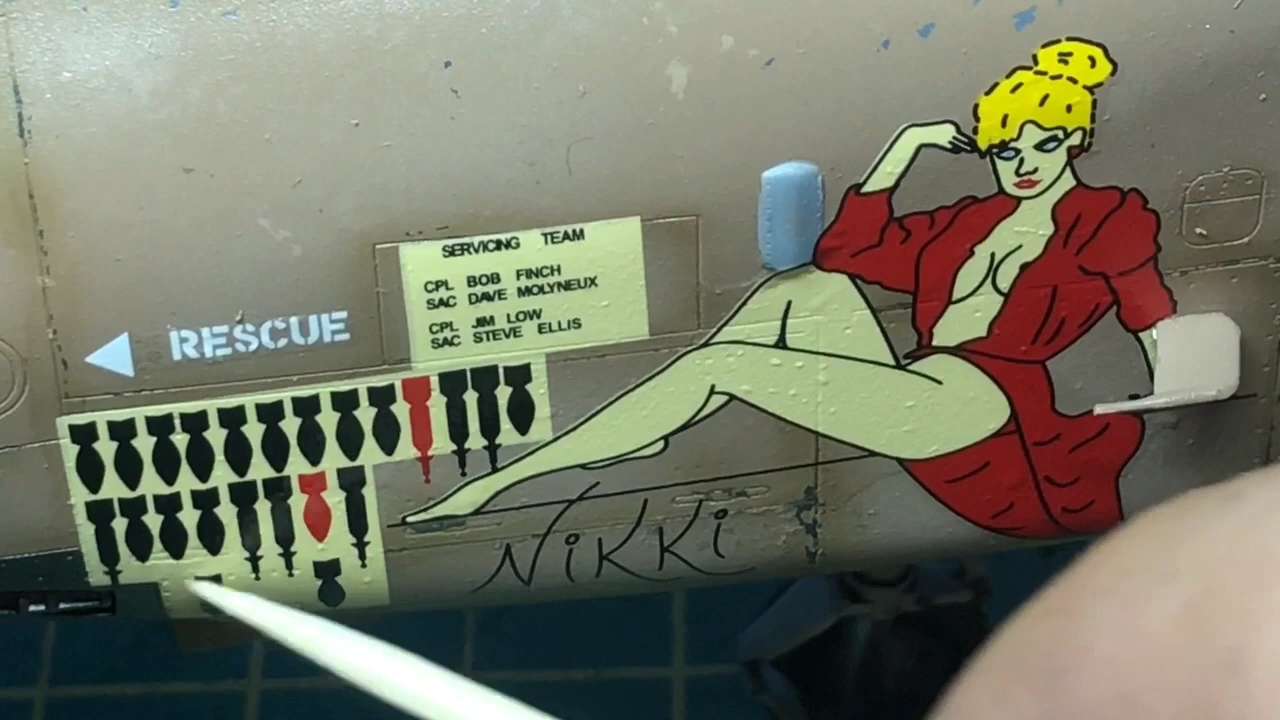 SERVICING TEAM
CPL BOB FINCH
SAC DAVE MOLYNEUX
CPL JIM LOW
SAC STEVE ELLIS
RESCUE
NiKKi